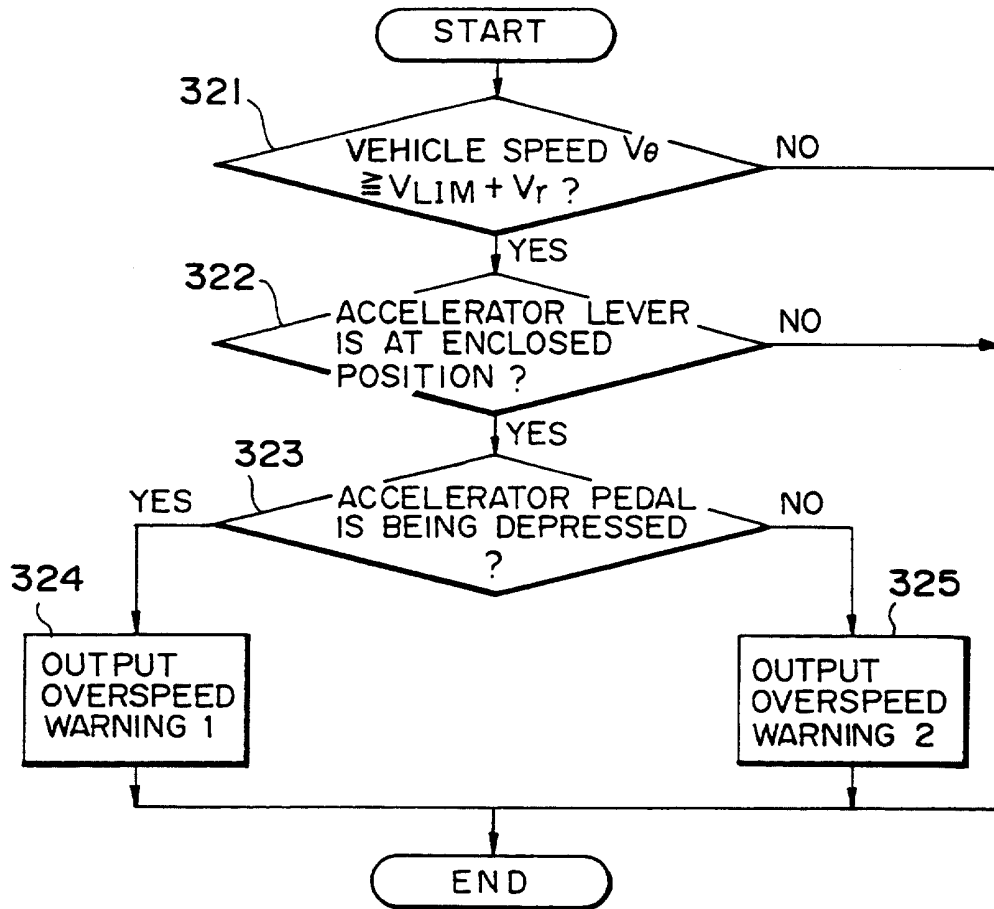 START
321
VEHICLE SPEED Vθ
≧VLIM + Vr ?
NO
YES
322
ACCELERATOR LEVER
IS AT ENCLOSED
POSITION ?
NO
YES
323
ACCELERATOR PEDAL
IS BEING DEPRESSED
?
YES
NO
324
OUTPUT
OVERSPEED
WARNING 1
325
OUTPUT
OVERSPEED
WARNING 2
END